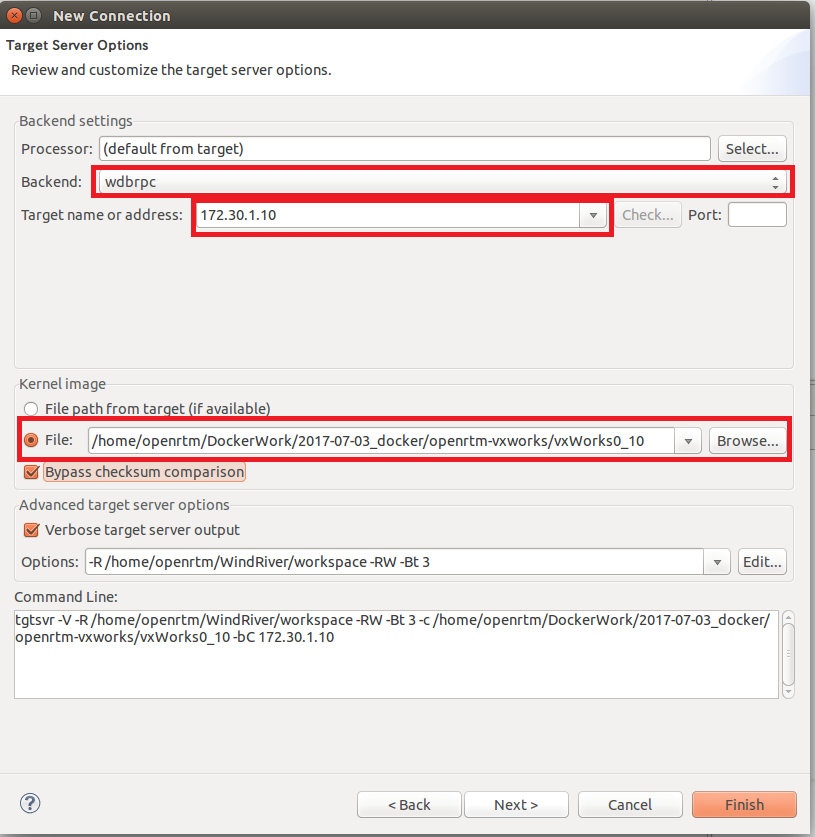 New Connection
Target Server Options
Review and customize the target server options.
Backend settings
Processor: (default from target) Select...
Backend: wdbrpc
Target name or address: 172.30.1.10 Check... Port:
Kernel image
File path from target (if available)
File: /home/openrtm/DockerWork/2017-07-03_docker/openrtm-vxworks/vxWorks0_10 Browse...
Bypass checksum comparison
Advanced target server options
Verbose target server output
Options: -R /home/openrtm/WindRiver/workspace -RW -Bt 3 Edit...
Command Line:
tgtsvr -V -R /home/openrtm/WindRiver/workspace -RW -Bt 3 -c /home/openrtm/DockerWork/2017-07-03_docker/
openrtm-vxworks/vxWorks0_10 -bC 172.30.1.10
? < Back Next > Cancel Finish